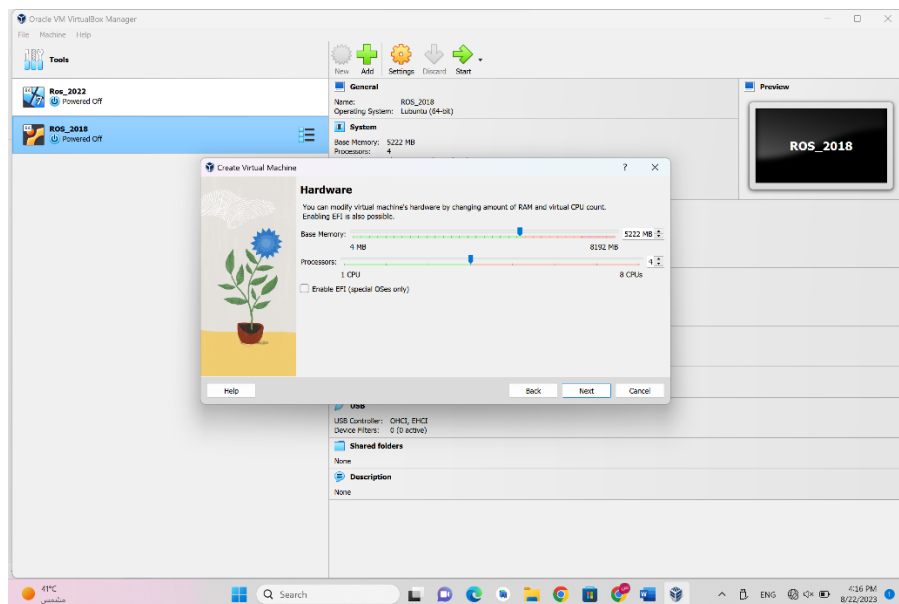 Oracle VM VirtualBox Manager
File Machine Help
Tools
New Add Settings Discard Start
Ros_2022
Powered Off
ROS_2018
Powered Off
General
Name: ROS_2018
Operating System: Lubuntu (64-bit)
System
Base Memory: 5222 MB
Processors: 4
Preview
ROS_2018
Create Virtual Machine
?
Hardware
You can modify virtual machine's hardware by changing amount of RAM and virtual CPU count.
Enabling EFI is also possible.
Base Memory: 5222 MB
4 MB 8192 MB
Processors: 4
1 CPU 8 CPUs
Enable EFI (special OSes only)
Help Back Next Cancel
USB
USB Controller: OHCI, EHCI
Device Filters: 0 (0 active)
Shared folders
None
Description
None
41°C
مشمس
Search
ENG
4:16 PM
8/22/2023